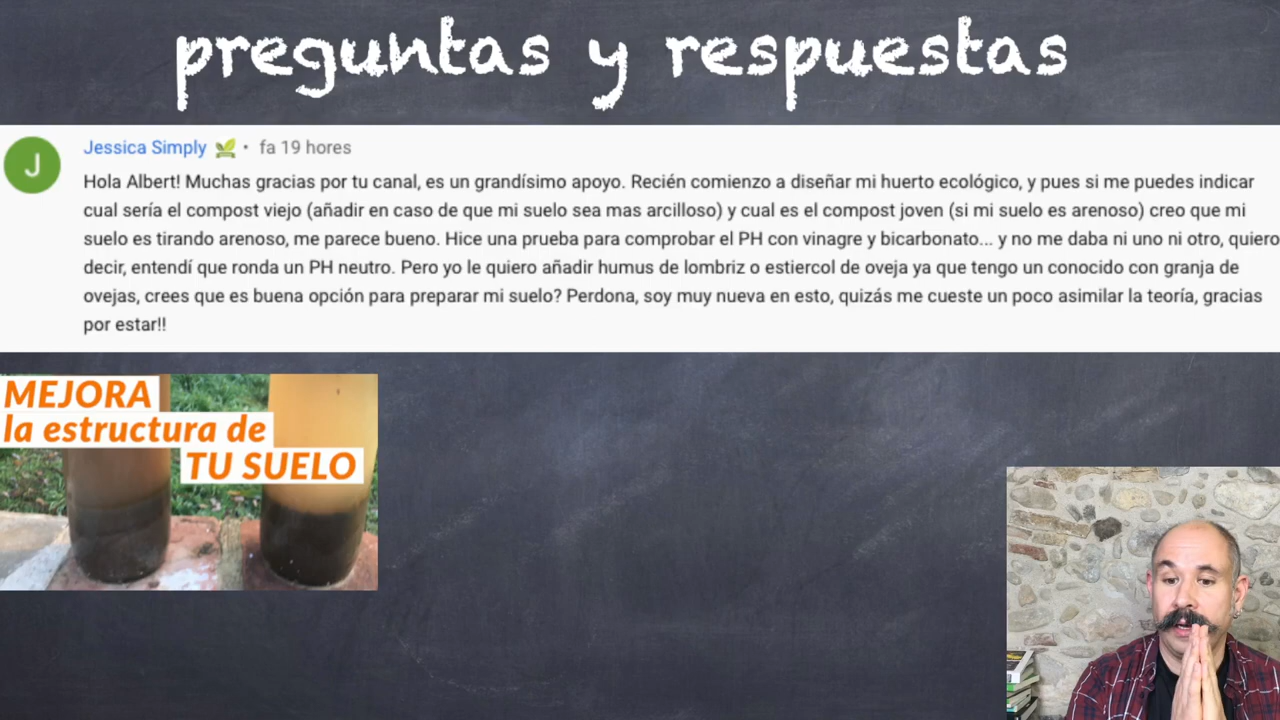 preguntas y respuestas
J
Jessica Simply · fa 19 hores
Hola Albert! Muchas gracias por tu canal, es un grandísimo apoyo. Recién comienzo a diseñar mi huerto ecológico, y pues si me puedes indicar
cual sería el compost viejo (añadir en caso de que mi suelo sea mas arcilloso) y cual es el compost joven (si mi suelo es arenoso) creo que mi
suelo es tirando arenoso, me parece bueno. Hice una prueba para comprobar el PH con vinagre y bicarbonato... y no me daba ni uno ni otro, quiero
decir, entendí que ronda un PH neutro. Pero yo le quiero añadir humus de lombriz o estiercol de oveja ya que tengo un conocido con granja de
ovejas, crees que es buena opción para preparar mi suelo? Perdona, soy muy nueva en esto, quizás me cueste un poco asimilar la teoría, gracias
por estar!!
MEJORA
la estructura de
TU SUELO